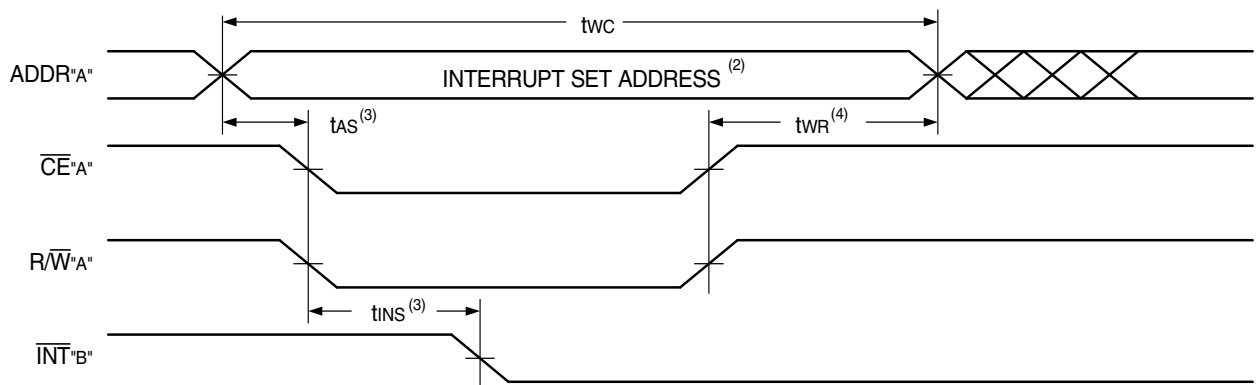 tWC
ADDR"A"
INTERRUPT SET ADDRESS (2)
tAS (3)
tWR (4)
CE"A"
R/W"A"
tINS (3)
INT"B"